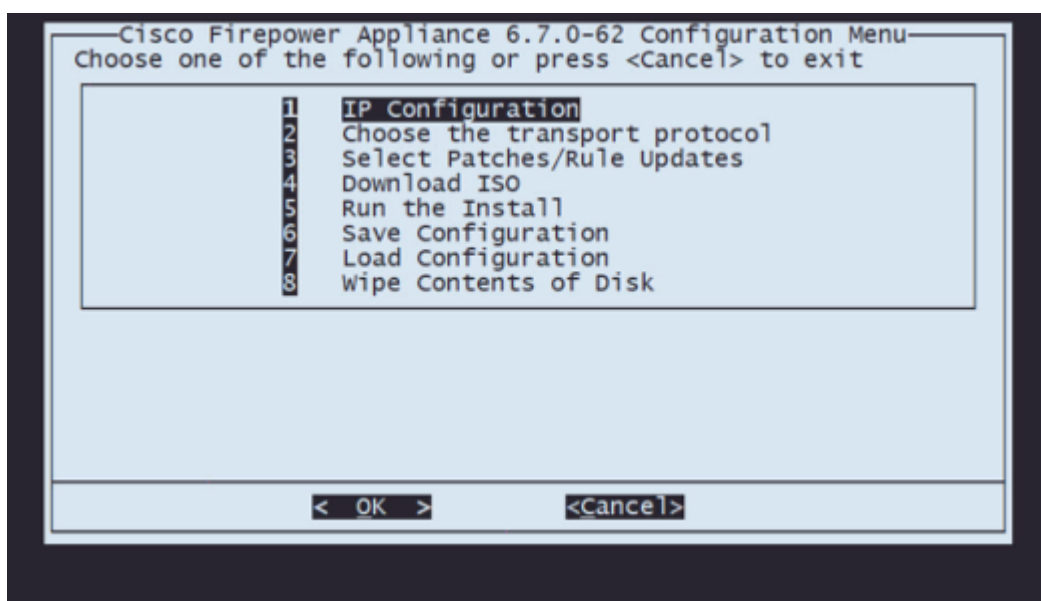 Cisco Firepower Appliance 6.7.0-62 Configuration Menu
Choose one of the following or press <Cancel> to exit
1 IP Configuration
2 Choose the transport protocol
3 Select Patches/Rule Updates
4 Download ISO
5 Run the Install
6 Save Configuration
7 Load Configuration
8 Wipe Contents of Disk
< OK > <Cancel>